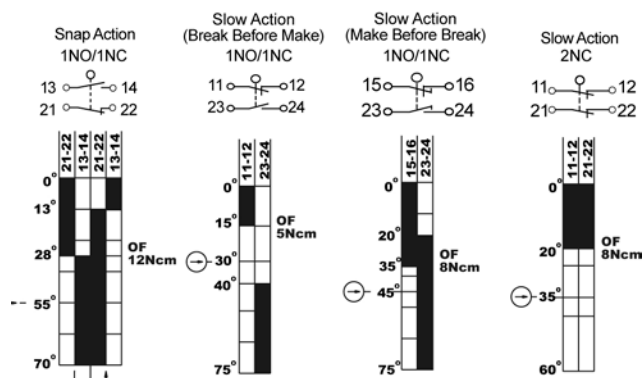 Snap Action
1NO/1NC
13 14
21 22
21-22 13-14 21-22 13-14
0°
13°
28°
55°
70°
OF
12Ncm
Slow Action
(Break Before Make)
1NO/1NC
11 12
23 24
11-12 23-24
0°
15°
30°
40°
75°
OF
5Ncm
Slow Action
(Make Before Break)
1NO/1NC
15 16
23 24
15-16 23-24
0°
20°
35°
45°
75°
OF
8Ncm
Slow Action
2NC
11 12
21 22
11-12 21-22
0°
20°
35°
60°
OF
8Ncm